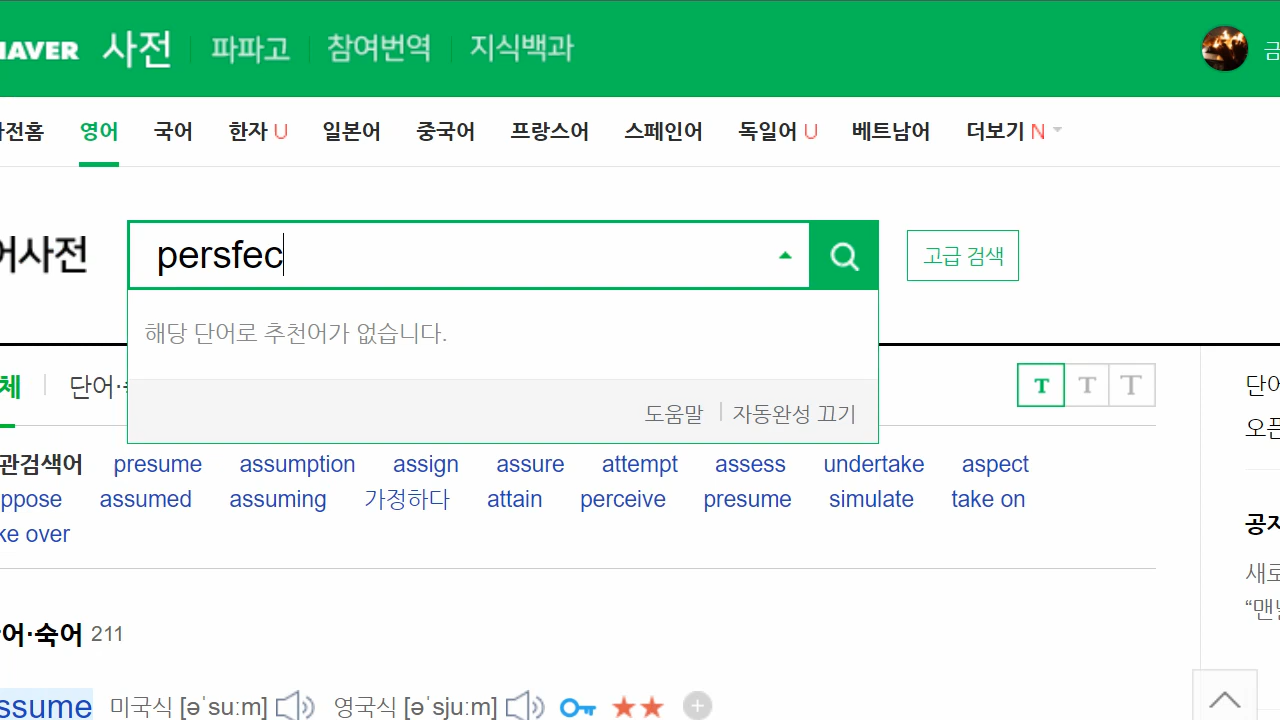 NAVER 사전 파파고 참여번역 지식백과 금
사전홈 영어 국어 한자 U 일본어 중국어 프랑스어 스페인어 독일어 U 베트남어 더보기 N
어사전 persfec 고급 검색
해당 단어로 추천어가 없습니다.
체 단어· T T T 단어
도움말 자동완성 끄기 오픈
관검색어 presume assumption assign assure attempt assess undertake aspect
ppose assumed assuming 가정하다 attain perceive presume simulate take on
ke over 공지
새로
“맨날
어·숙어 211
ssume 미국식 [əˈsuːm] 영국식 [əˈsjuːm]